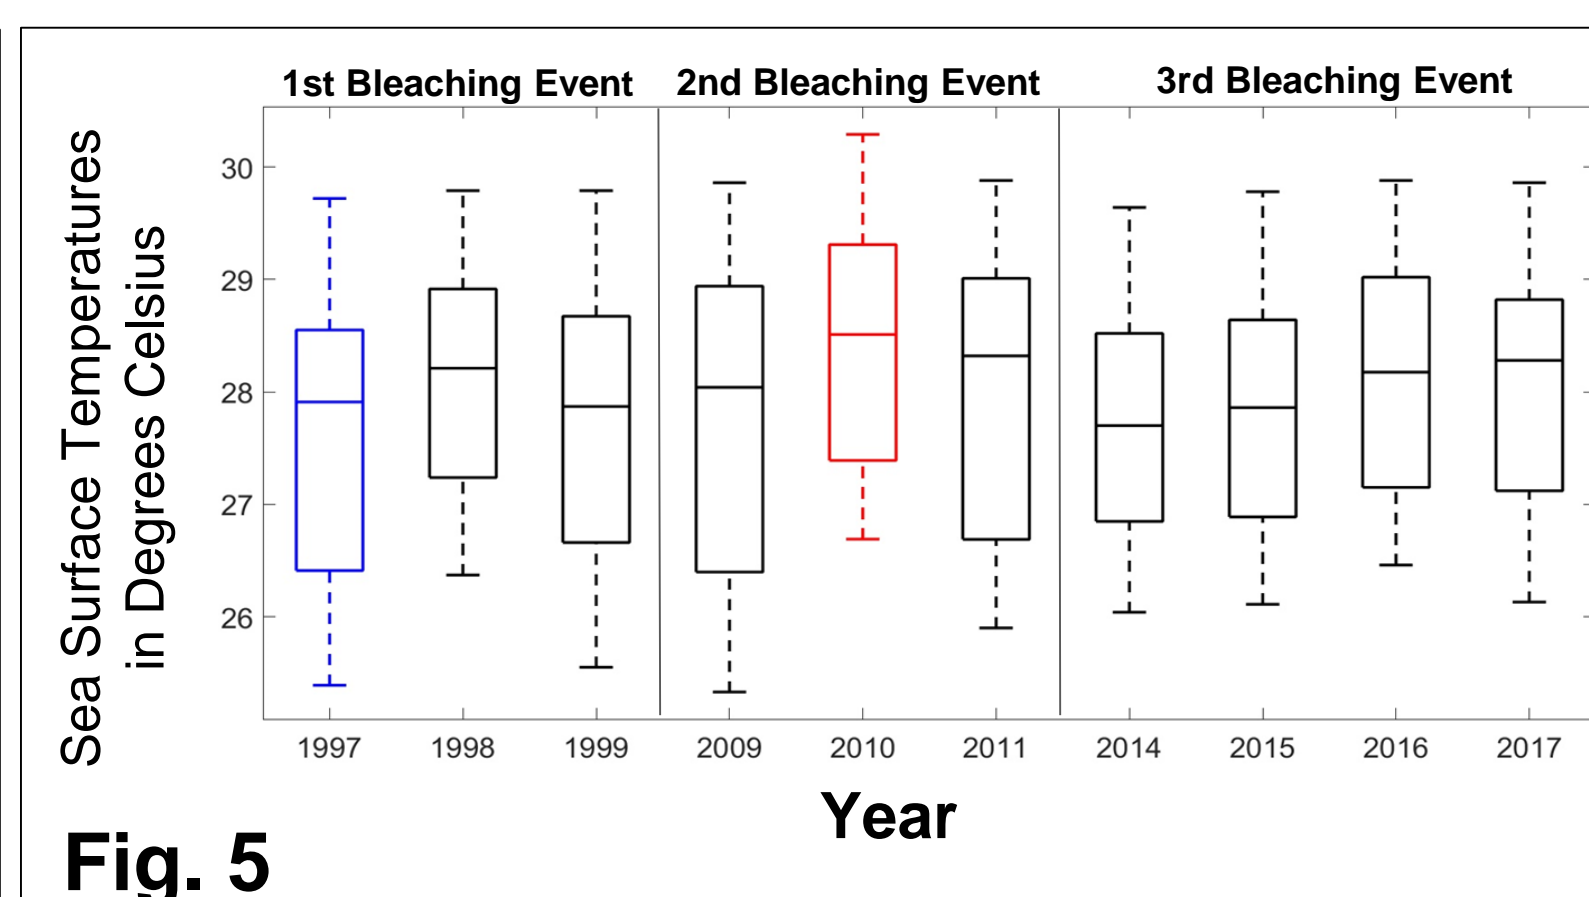 1st Bleaching Event
2nd Bleaching Event
3rd Bleaching Event
Sea Surface Temperatures
in Degrees Celsius
30
29
28
27
26
1997
1998
1999
2009
2010
2011
2014
2015
2016
2017
Year
Fig. 5